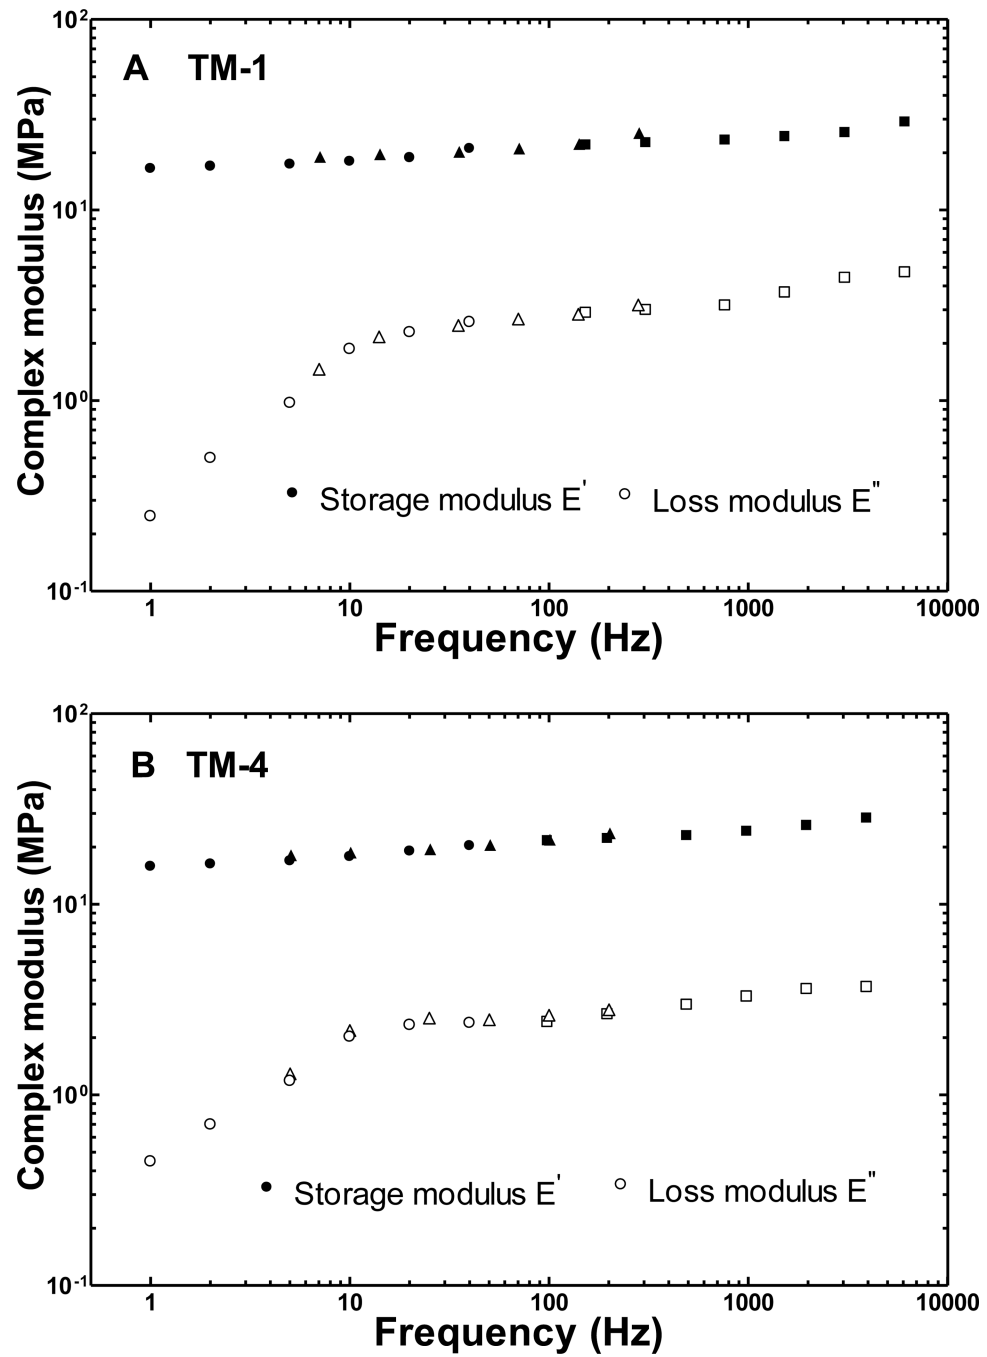 A TM-1
Complex modulus (MPa)
10²
10¹
10⁰
10⁻¹
Storage modulus E' Loss modulus E"
1 10 100 1000 10000
Frequency (Hz)
B TM-4
Complex modulus (MPa)
10²
10¹
10⁰
10⁻¹
Storage modulus E' Loss modulus E"
1 10 100 1000 10000
Frequency (Hz)